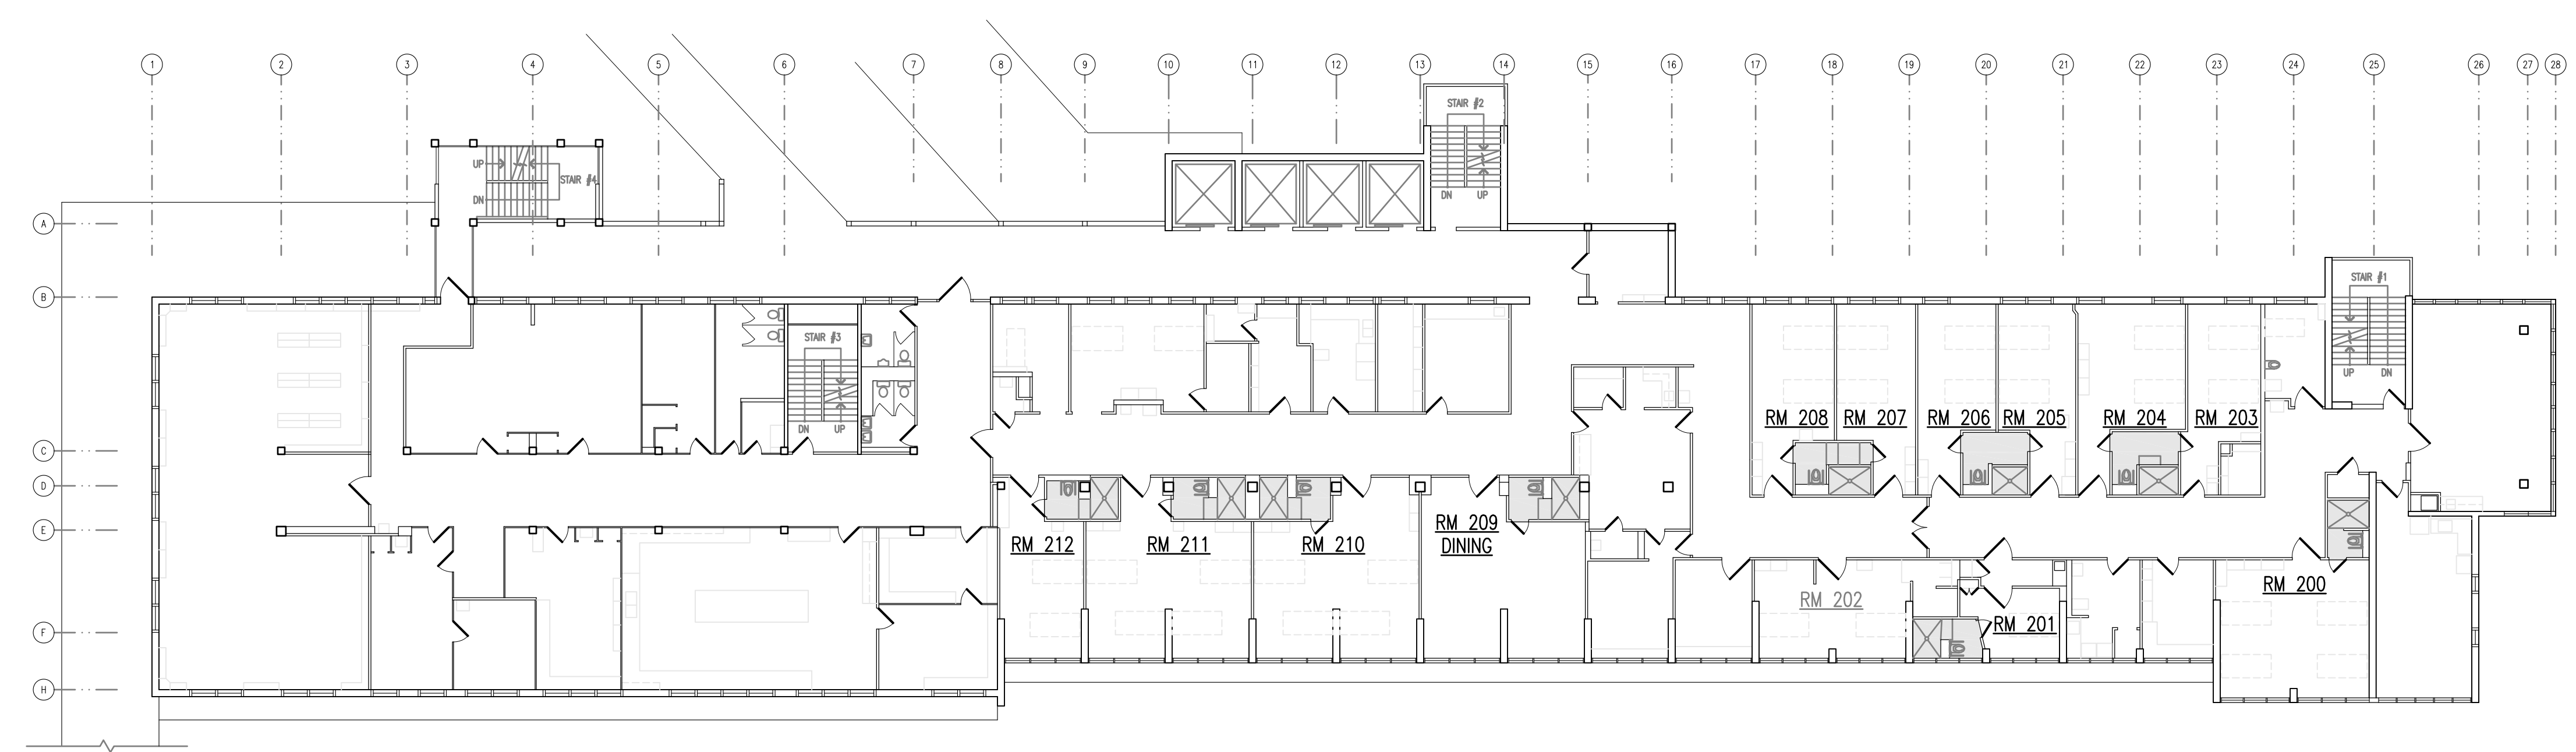 1 2 3 4 5 6 7 8 9 10 11 12 13 14 15 16 17 18 19 20 21 22 23 24 25 26 27 28
STAIR #2
UP
STAIR #4
DN
DN UP
A
STAIR #1
B
STAIR #3
UP DN
RM 208 RM 207 RM 206 RM 205 RM 204 RM 203
DN UP
C
D
E
RM 212 RM 211 RM 210 RM 209
DINING
RM 200
RM 202
RM 201
F
H